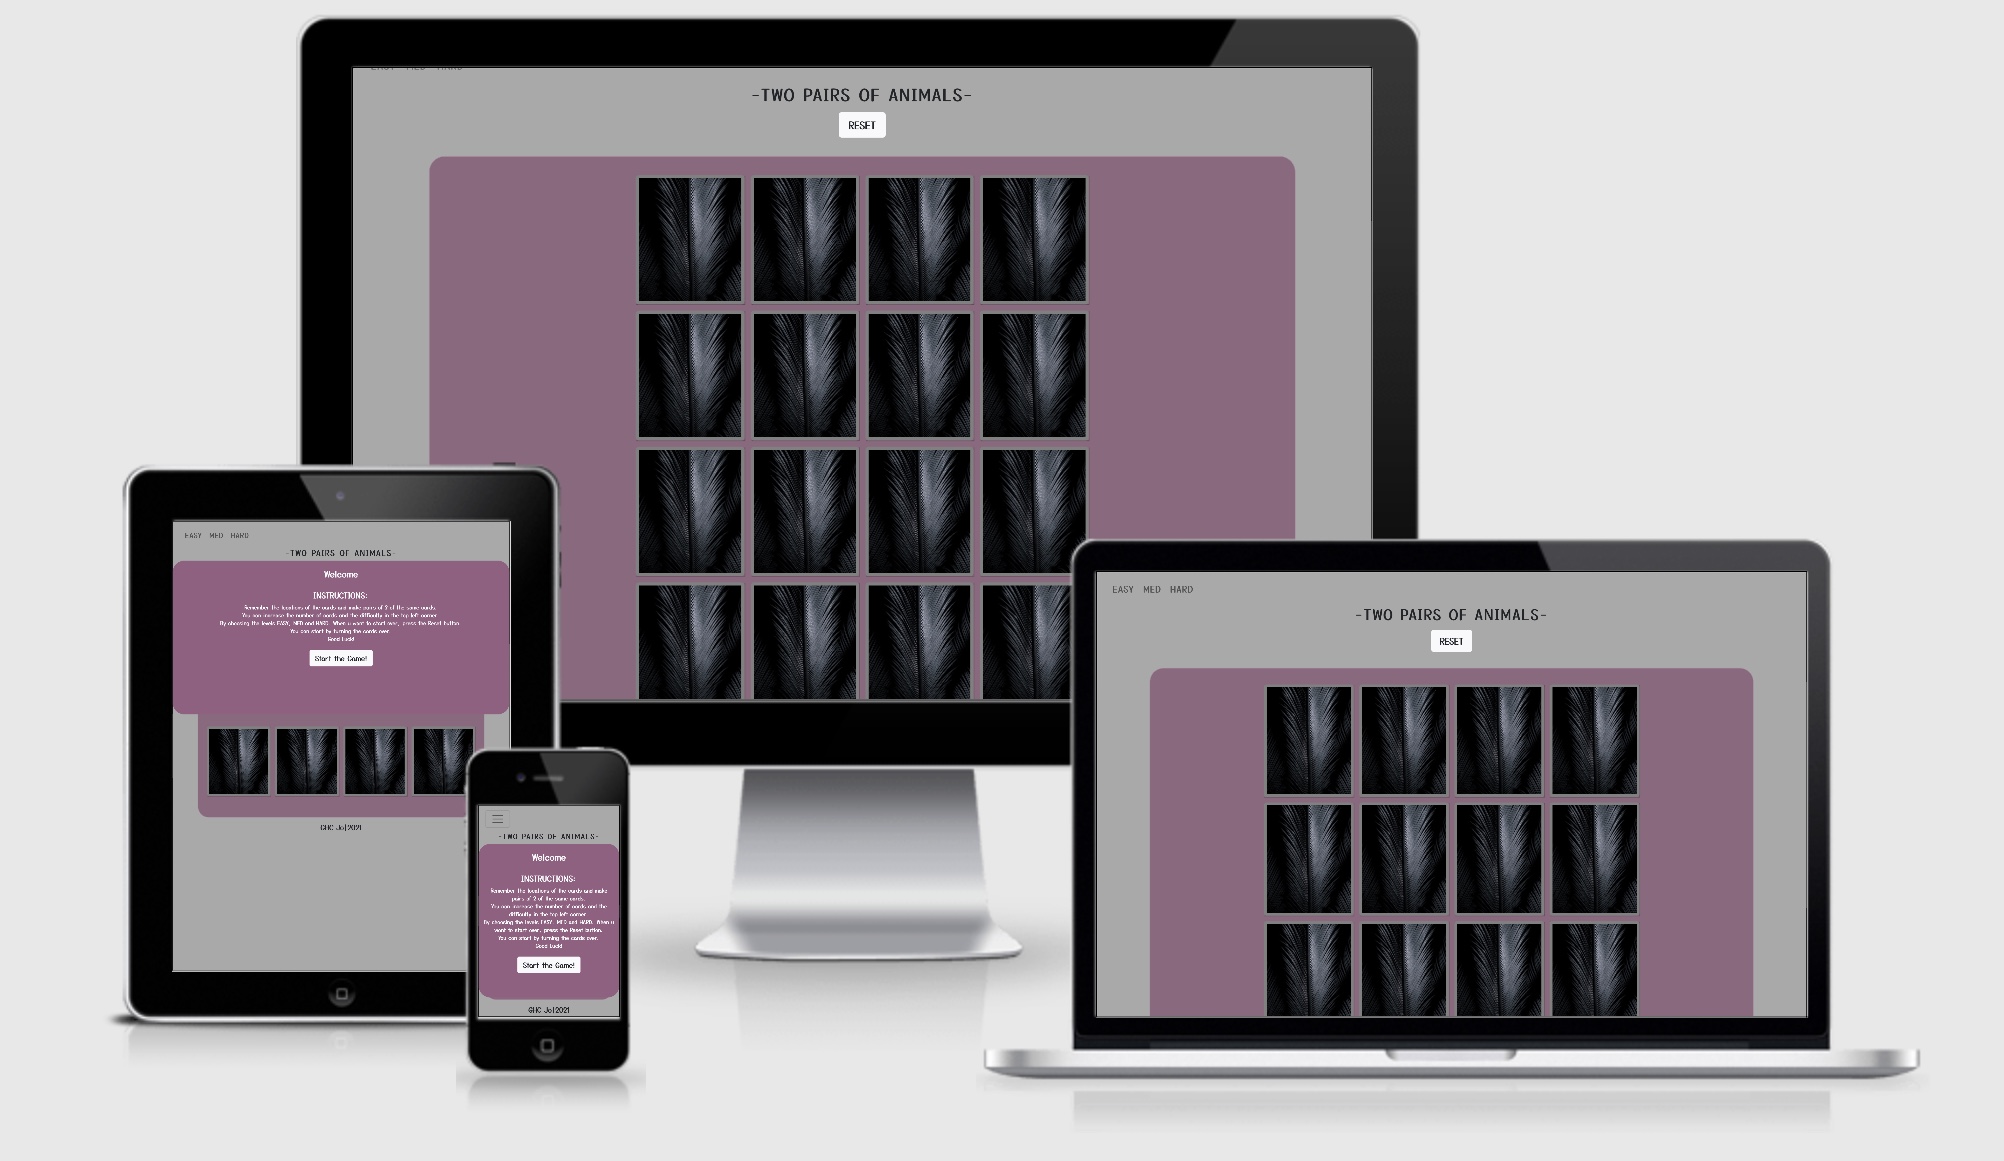 EASY MED HARD
-TWO PAIRS OF ANIMALS-
RESET
EASY MED HARD
-TWO PAIRS OF ANIMALS-
Welcome
INSTRUCTIONS:
Remember the locations of the cards and make pairs of 2 of the same cards.
You can increase the number of cards and the difficulty in the top left corner
By choosing the levels EASY, MED and HARD. When u want to start over, press the Reset button.
You can start by turning the cards over.
Good Luck!
Start the Game!
GHC Jo|2021
-TWO PAIRS OF ANIMALS-
Welcome
INSTRUCTIONS:
Remember the locations of the cards and make
pairs of 2 of the same cards.
You can increase the number of cards and the
difficulty in the top left corner
By choosing the levels EASY, MED and HARD. When u
want to start over, press the Reset button.
You can start by turning the cards over.
Good Luck!
Start the Game!
GHC Jo|2021
EASY MED HARD
-TWO PAIRS OF ANIMALS-
RESET